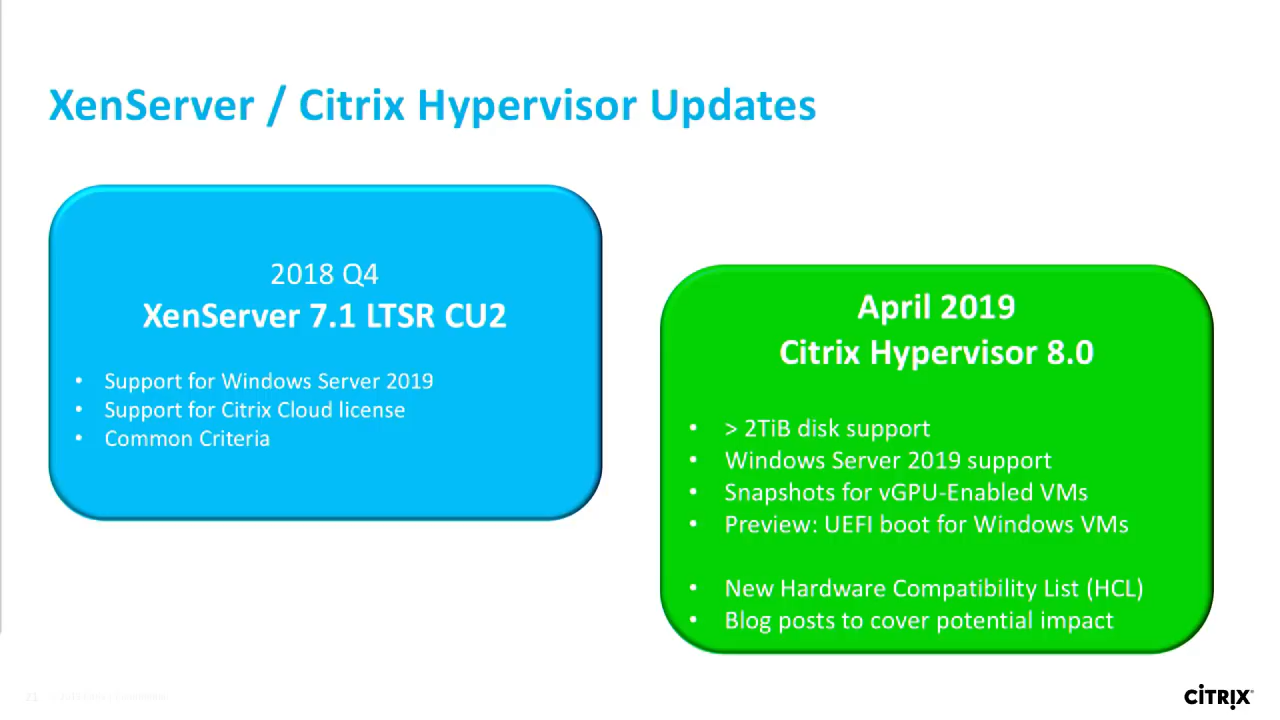 XenServer / Citrix Hypervisor Updates
2018 Q4
XenServer 7.1 LTSR CU2
• Support for Windows Server 2019
• Support for Citrix Cloud license
• Common Criteria
April 2019
Citrix Hypervisor 8.0
• > 2TiB disk support
• Windows Server 2019 support
• Snapshots for vGPU-Enabled VMs
• Preview: UEFI boot for Windows VMs
• New Hardware Compatibility List (HCL)
• Blog posts to cover potential impact
21
CITRIX